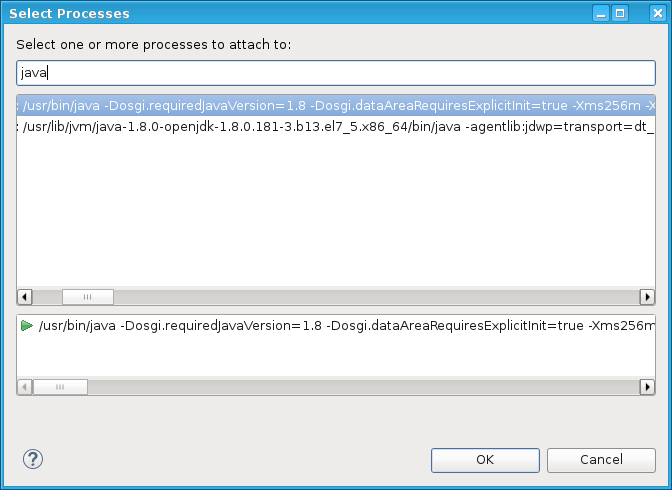 Select Processes
Select one or more processes to attach to:
java
: /usr/bin/java -Dosgi.requiredJavaVersion=1.8 -Dosgi.dataAreaRequiresExplicitInit=true -Xms256m -X
: /usr/lib/jvm/java-1.8.0-openjdk-1.8.0.181-3.b13.el7_5.x86_64/bin/java -agentlib:jdwp=transport=dt_
/usr/bin/java -Dosgi.requiredJavaVersion=1.8 -Dosgi.dataAreaRequiresExplicitInit=true -Xms256m
?
OK
Cancel